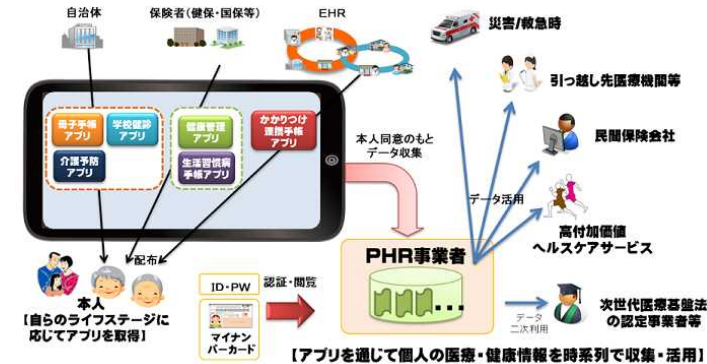 自治体
保険者(健保・国保等)
EHR
災害/救急時
引っ越し先医療機関等
民間保険会社
高付加価値
ヘルスケアサービス
母子手帳
アプリ
学校健診
アプリ
介護予防
アプリ
健康管理
アプリ
生活習慣病
手帳アプリ
かかりつけ
連携手帳
アプリ
本人同意のもと
データ収集
データ活用
PHR事業者
配布
本人
【自らのライフステージに
応じてアプリを取得】
ID・PW
認証・閲覧
マイナン
バーカード
データ
二次利用
次世代医療基盤法
の認定事業者等
【アプリを通じて個人の医療・健康情報を時系列で収集・活用】